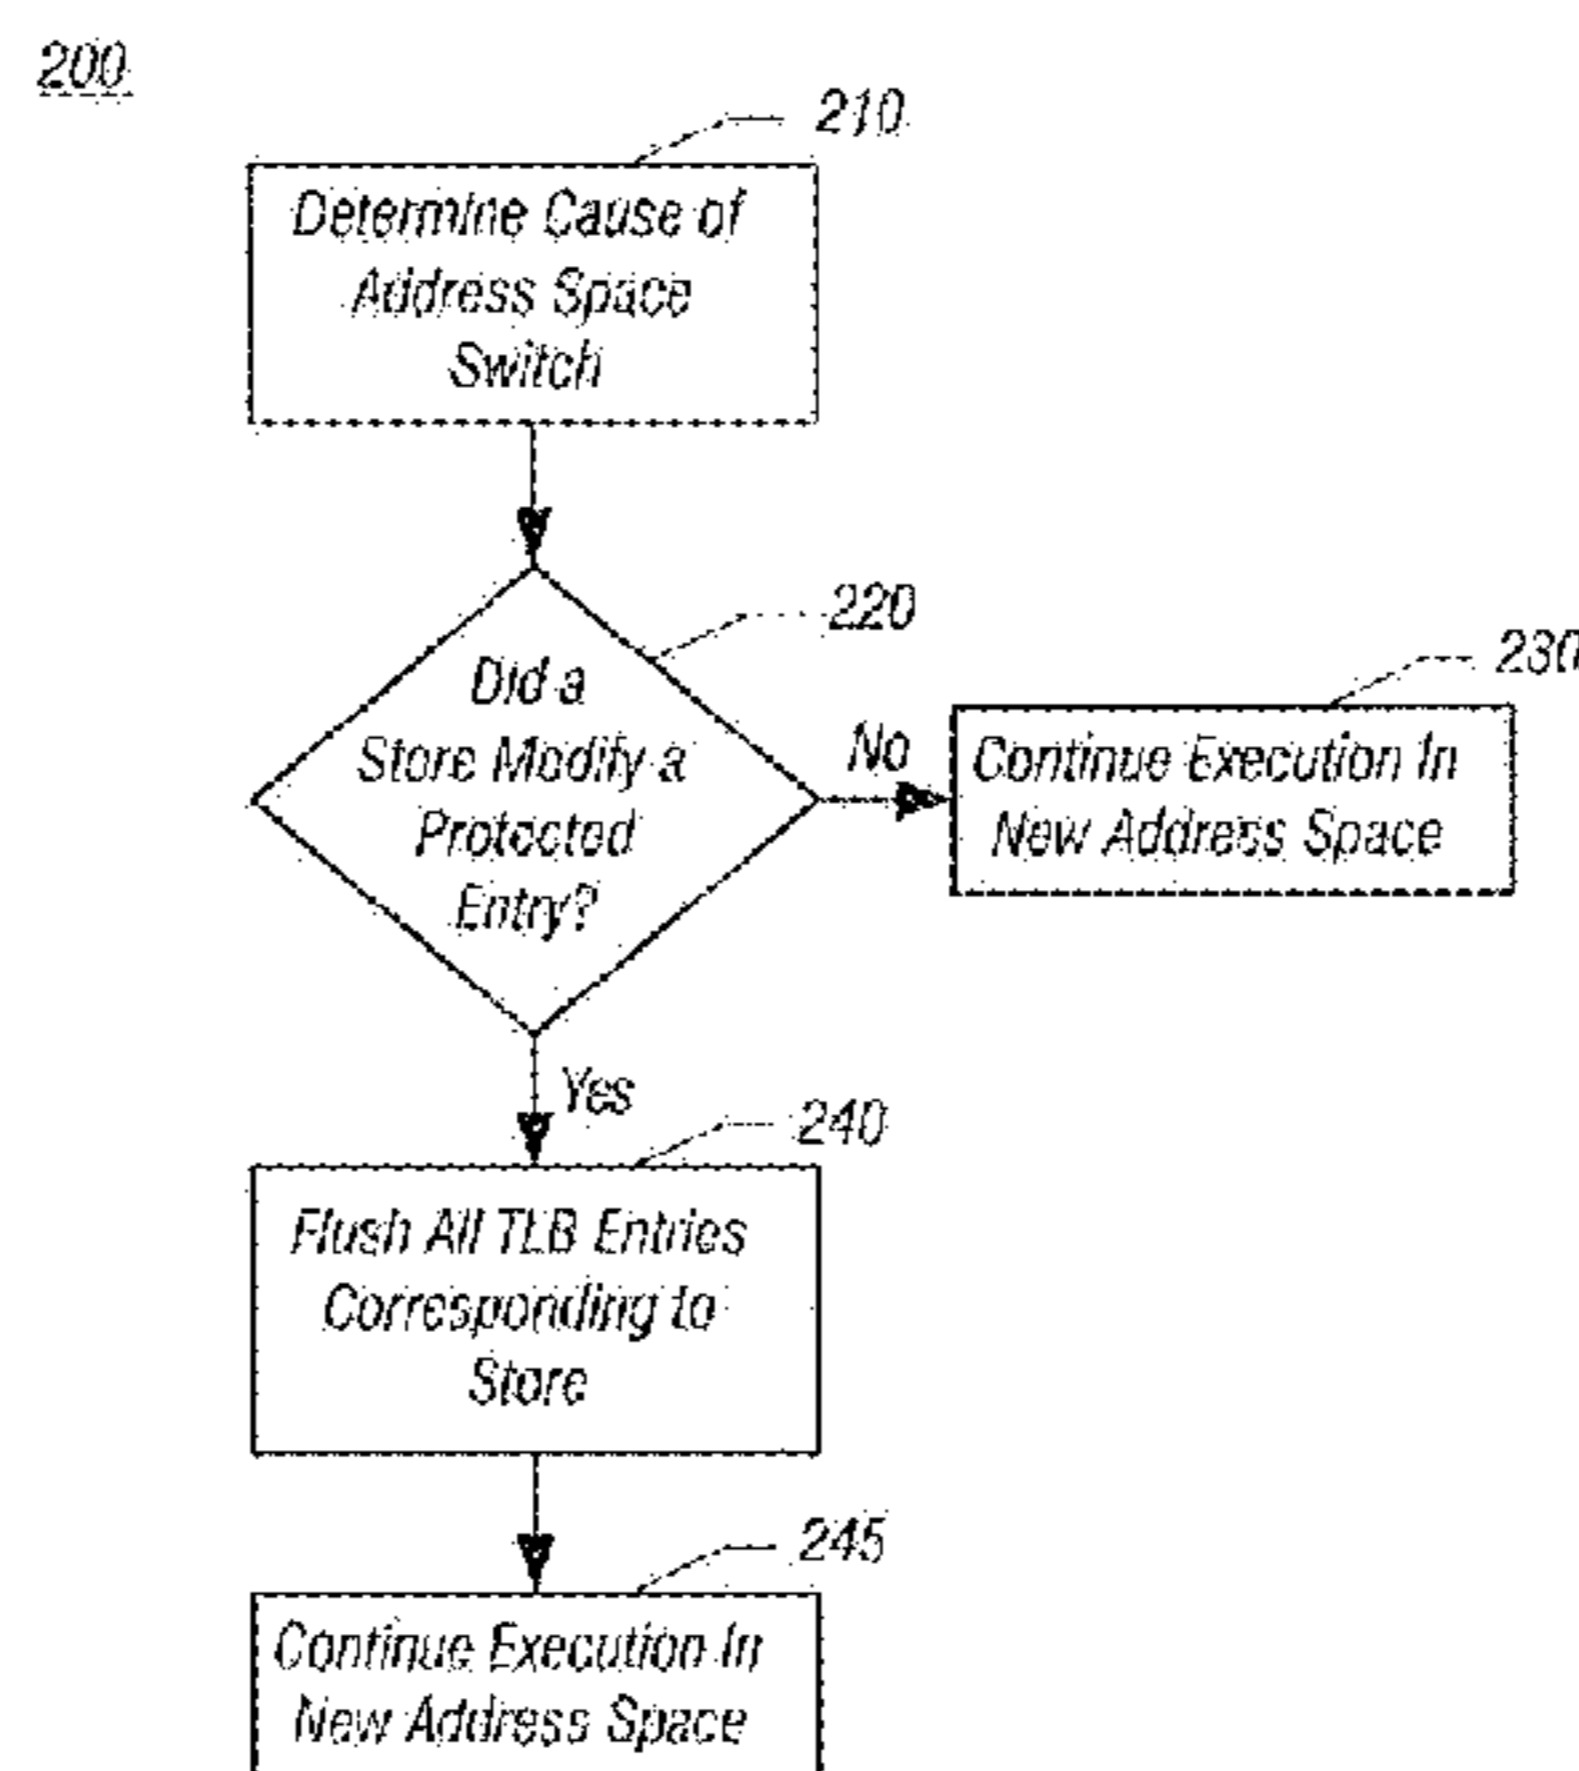 200
210
Determine Cause of
Address Space
Switch
220
Did a
Store Modify a
Protected
Entry?
No
230
Continue Execution In
New Address Space
Yes
240
Flush All TLB Entries
Corresponding to
Store
245
Continue Execution In
New Address Space